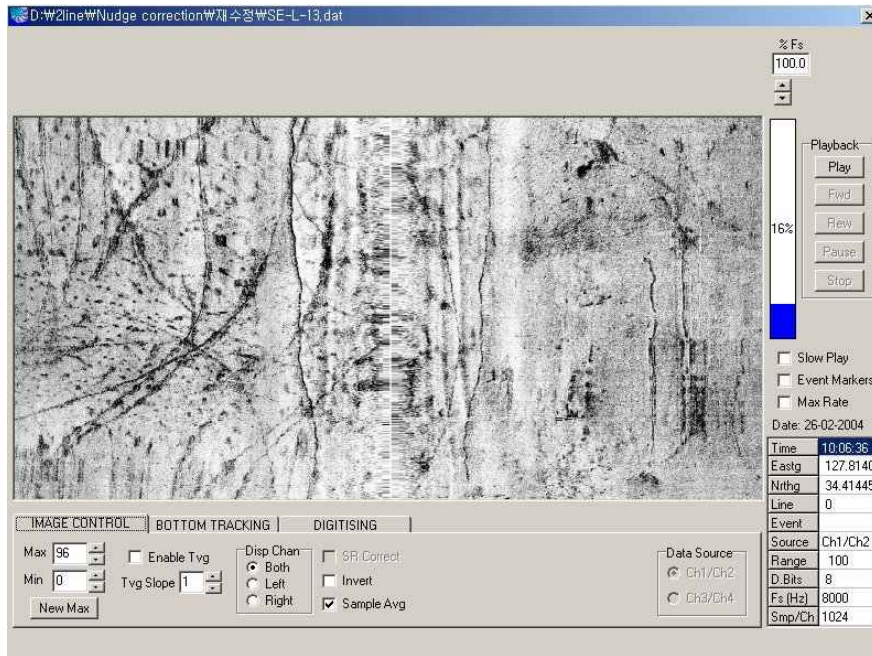 D:₩2line₩Nudge correction₩재수정₩SE-L-13.dat
% Fs
100.0
Playback
Play
Fwd
Rew
16%
Pause
Stop
Slow Play
Event Markers
Max Rate
Date: 26-02-2004
Time 10:06:36
Eastg 127.8140
Nrthg 34.41445
Line 0
Event
Source Ch1/Ch2
Range 100
D.Bits 8
Fs (Hz) 8000
Smp/Ch 1024
IMAGE CONTROL BOTTOM TRACKING DIGITISING
Max 96
Min 0
New Max
Enable Tvg
Tvg Slope 1
Disp Chan
Both
Left
Right
SR Correct
Invert
Sample Avg
Data Source
Ch1/Ch2
Ch3/Ch4